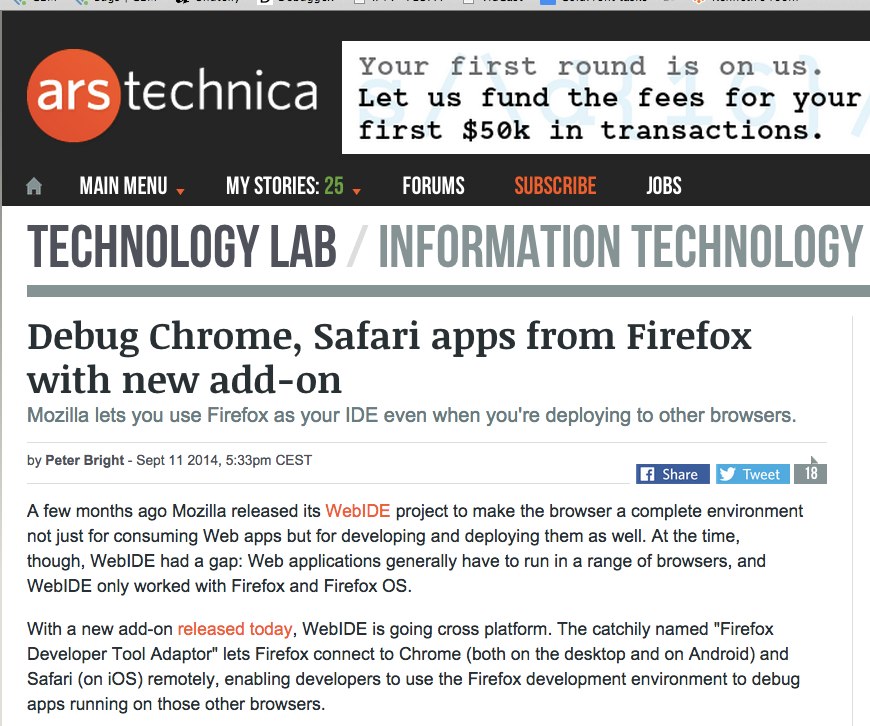 arstechnica
Your first round is on us.
Let us fund the fees for your
first $50k in transactions.
MAIN MENU
MY STORIES: 25
FORUMS
SUBSCRIBE
JOBS
TECHNOLOGY LAB / INFORMATION TECHNOLOGY
Debug Chrome, Safari apps from Firefox
with new add-on
Mozilla lets you use Firefox as your IDE even when you're deploying to other browsers.
by Peter Bright - Sept 11 2014, 5:33pm CEST
Share
Tweet
18
A few months ago Mozilla released its WebIDE project to make the browser a complete environment
not just for consuming Web apps but for developing and deploying them as well. At the time,
though, WebIDE had a gap: Web applications generally have to run in a range of browsers, and
WebIDE only worked with Firefox and Firefox OS.
With a new add-on released today, WebIDE is going cross platform. The catchily named "Firefox
Developer Tool Adaptor" lets Firefox connect to Chrome (both on the desktop and on Android) and
Safari (on iOS) remotely, enabling developers to use the Firefox development environment to debug
apps running on those other browsers.